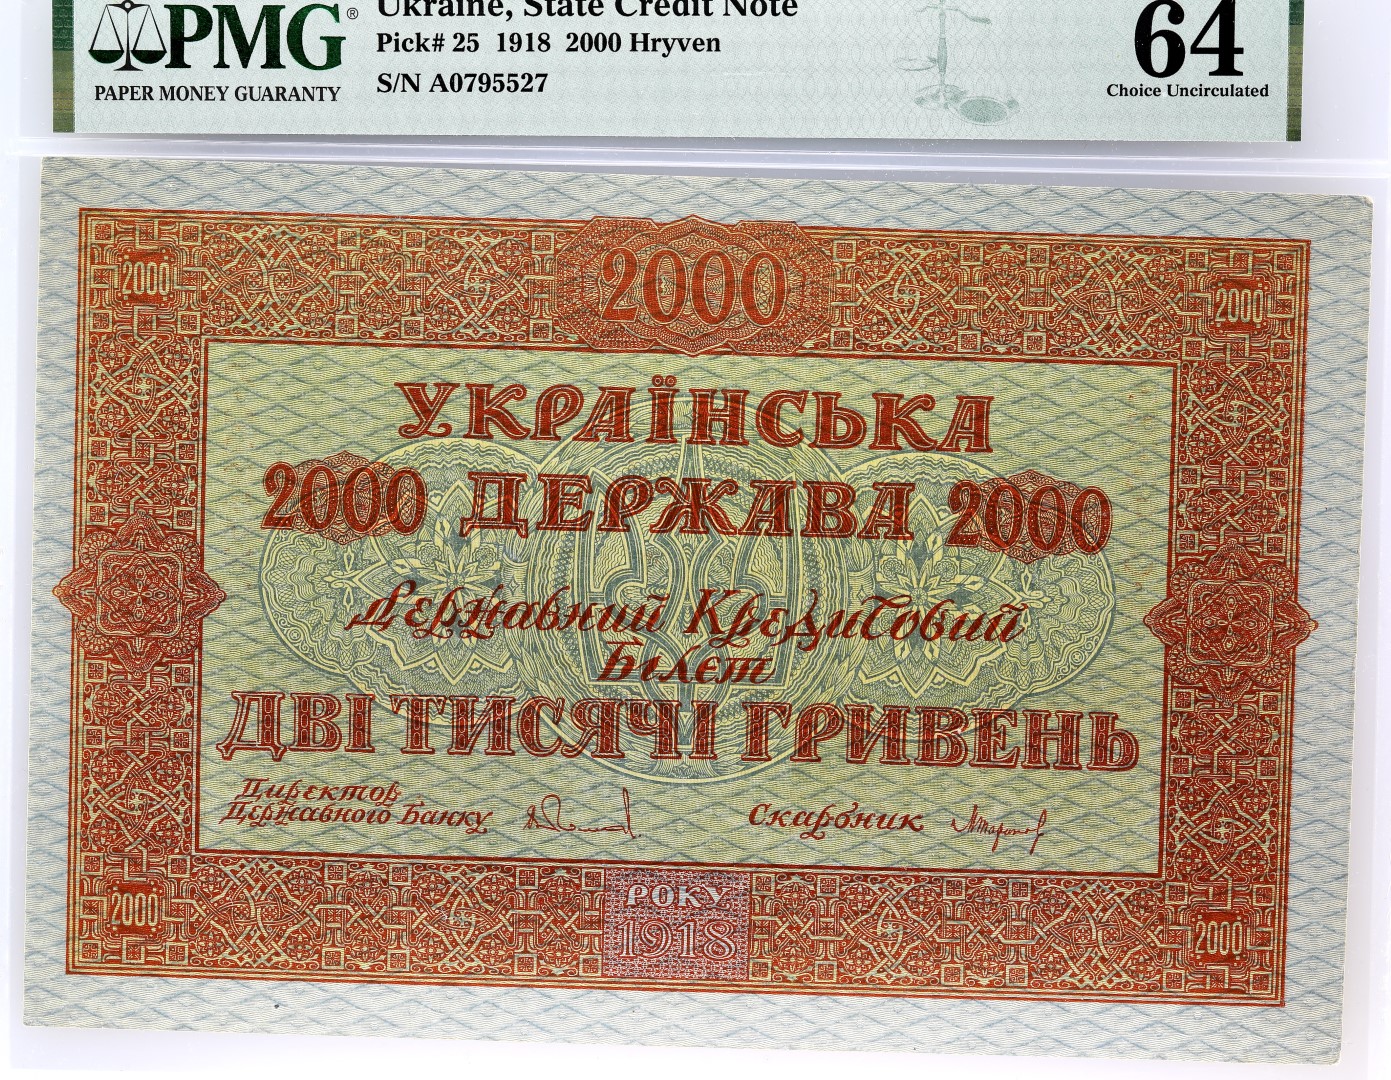 Ukraine, State Credit Note
PMG®
PAPER MONEY GUARANTY
Pick# 25 1918 2000 Hryven
S/N A0795527
64
Choice Uncirculated
2000
2000
2000
УКРАЇНСЬКА
2000 ДЕРЖАВА 2000
Державний Кредитовий
Білєт
ДВІ ТИСЯЧІ ГРИВЕНЬ
Директор
Державного Банку
Скарбник
2000
РОКУ
1918
2000